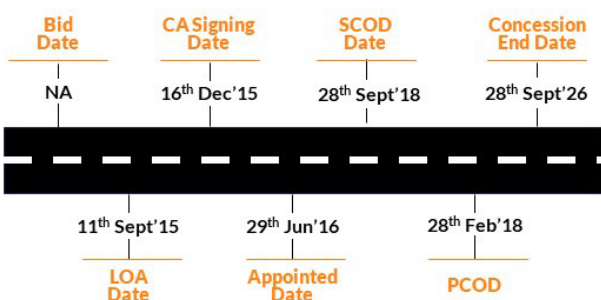 Bid
Date
CA Signing
Date
SCOD
Date
Concession
End Date
NA
16th Dec'15
28th Sept'18
28th Sept'26
11th Sept'15
29th Jun'16
28th Feb'18
LOA
Date
Appointed
Date
PCOD